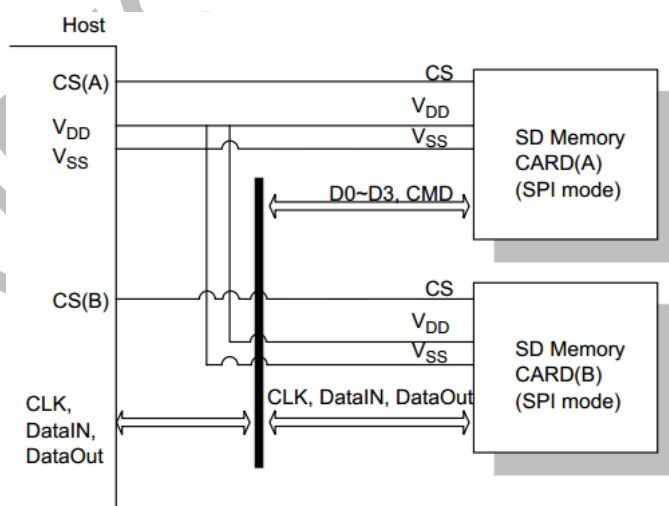 Host
CS(A)
VDD
VSS
CS
VDD
VSS
SD Memory
CARD(A)
(SPI mode)
D0~D3, CMD
CS(B)
CS
VDD
VSS
SD Memory
CARD(B)
(SPI mode)
CLK,
DataIN,
DataOut
CLK, DataIN, DataOut